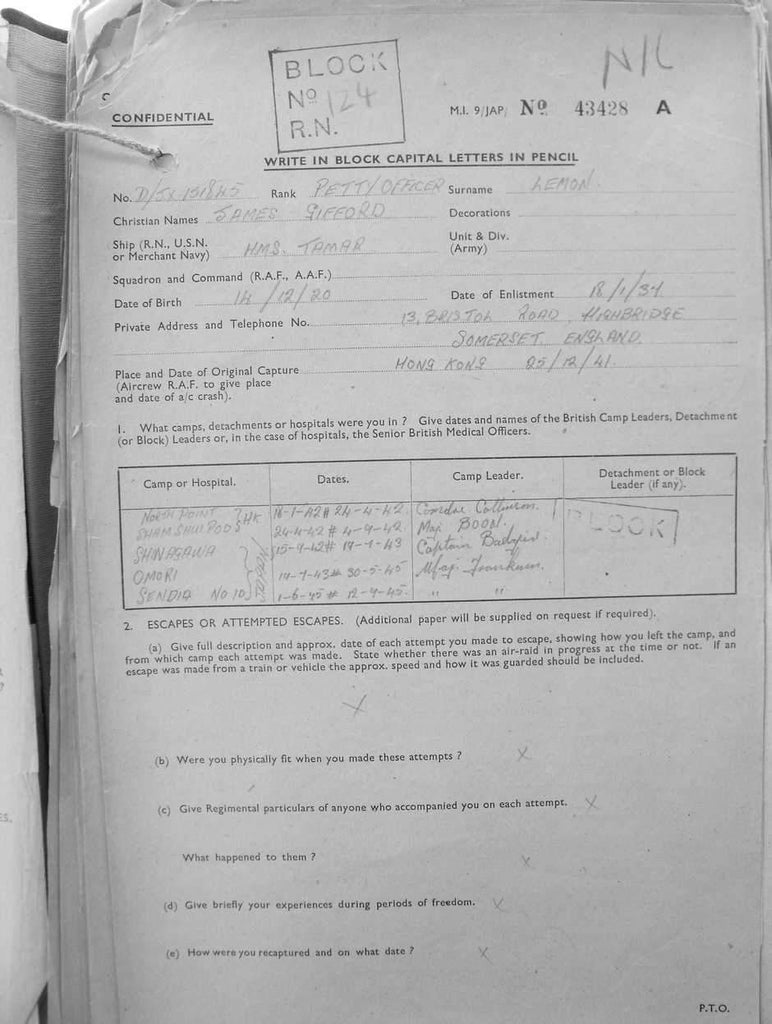 BLOCK
Nº 124
R.N.
N/L
CONFIDENTIAL
M.I. 9/JAP/ Nº 43428 A
WRITE IN BLOCK CAPITAL LETTERS IN PENCIL
No. D/JX 151845 Rank PETTY OFFICER Surname LEMON.
Christian Names JAMES GIFFORD Decorations
Ship (R.N., U.S.N. or Merchant Navy) HMS. TAMAR Unit & Div. (Army)
Squadron and Command (R.A.F., A.A.F.)
Date of Birth 14/12/20 Date of Enlistment 18/1/37
Private Address and Telephone No. 13, BRISTOL ROAD HIGHBRIDGE
SOMERSET ENGLAND.
Place and Date of Original Capture HONG KONG 25/12/41.
(Aircrew R.A.F. to give place
and date of a/c crash).
1. What camps, detachments or hospitals were you in ? Give dates and names of the British Camp Leaders, Detachment
(or Block) Leaders or, in the case of hospitals, the Senior British Medical Officers.
Camp or Hospital. Dates. Camp Leader. Detachment or Block Leader (if any).
NORTH POINT } HK 18-1-42 # 24-4-42
SHAM SHUI PO } 24-4-42 # 4-9-42 Maj. BOON.
SHINAGAWA 15-9-42 # 17-7-43 Captain
OMORI 17-7-43 # 30-5-45
SENDIA No 10 1-6-45 # 12-9-45. " "
BLOCK
2. ESCAPES OR ATTEMPTED ESCAPES. (Additional paper will be supplied on request if required).
(a) Give full description and approx. date of each attempt you made to escape, showing how you left the camp, and
from which camp each attempt was made. State whether there was an air-raid in progress at the time or not. If an
escape was made from a train or vehicle the approx. speed and how it was guarded should be included.
X
(b) Were you physically fit when you made these attempts ? X
(c) Give Regimental particulars of anyone who accompanied you on each attempt. X
What happened to them ? X
(d) Give briefly your experiences during periods of freedom. X
(e) How were you recaptured and on what date ? X
P.T.O.